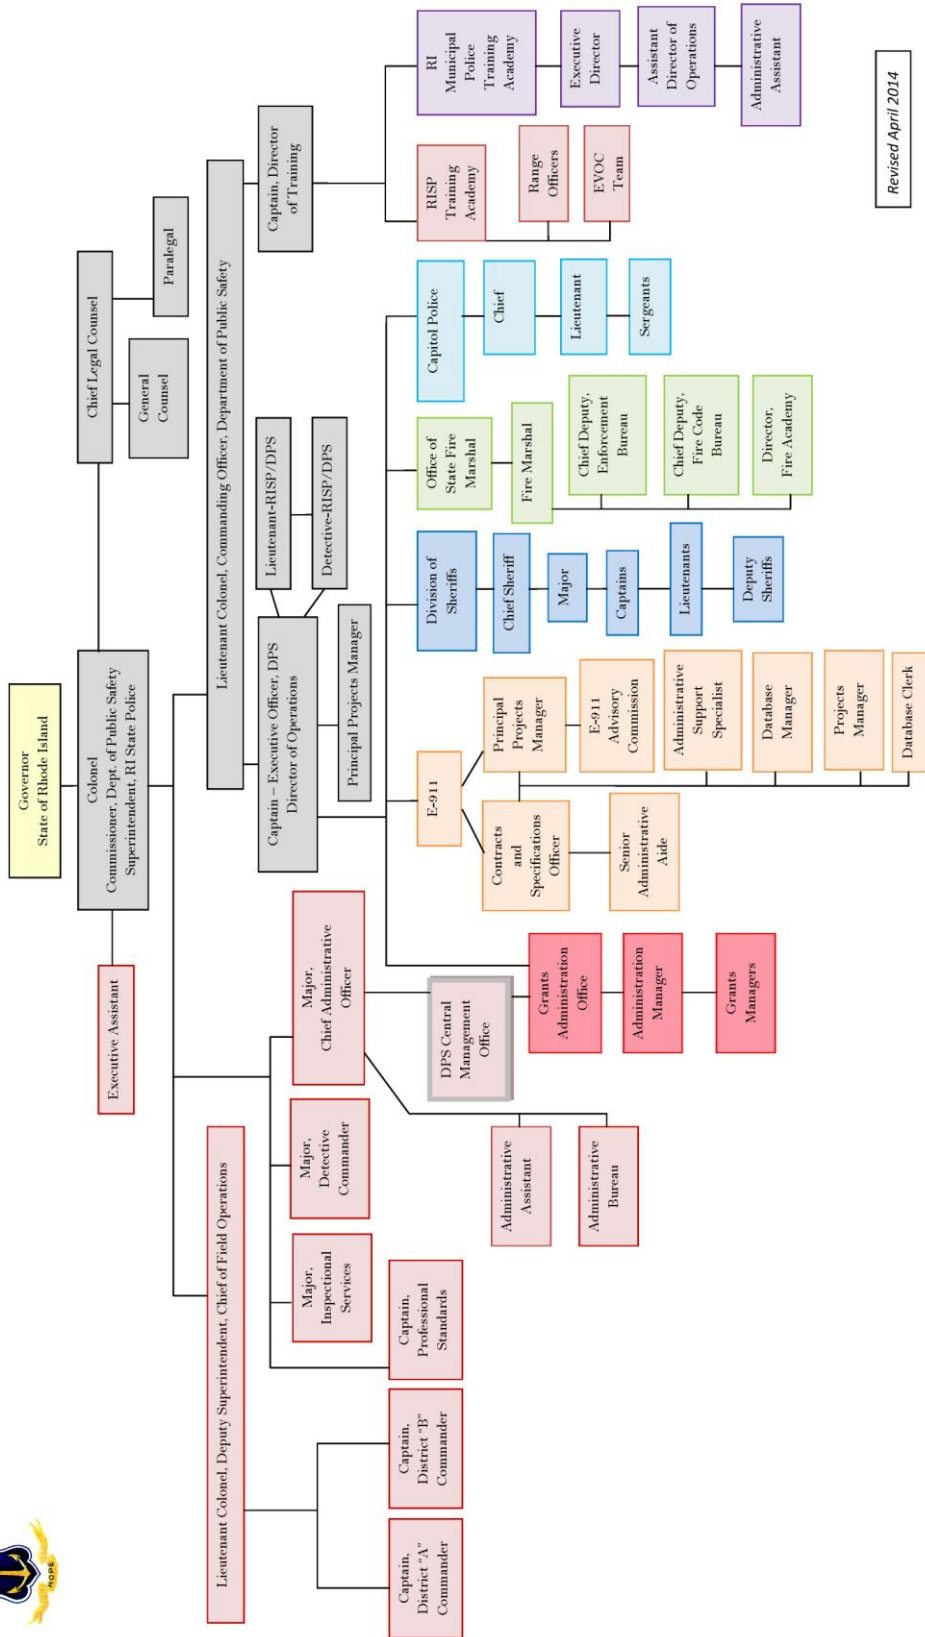 HOPE
Governor
State of Rhode Island
Executive Assistant
Colonel
Commissioner, Dept. of Public Safety
Superintendent, RI State Police
Chief Legal Counsel
General
Counsel
Paralegal
Lieutenant Colonel, Deputy Superintendent, Chief of Field Operations
Lieutenant Colonel, Commanding Officer, Department of Public Safety
Major,
Inspectional
Services
Major,
Detective
Commander
Major,
Chief Administrative
Officer
Captain – Executive Officer, DPS
Director of Operations
Lieutenant-RISP/DPS
Detective-RISP/DPS
Principal Projects Manager
Captain, Director
of Training
Captain,
District "A"
Commander
Captain,
District "B"
Commander
Captain,
Professional
Standards
Administrative
Assistant
Administrative
Bureau
DPS Central
Management
Office
Grants
Administration
Office
Administration
Manager
Grants
Managers
E-911
Contracts
and
Specifications
Officer
Senior
Administrative
Aide
Principal
Projects
Manager
E-911
Advisory
Commission
Administrative
Support
Specialist
Database
Manager
Projects
Manager
Database Clerk
Division of
Sheriffs
Chief Sheriff
Major
Captains
Lieutenants
Deputy
Sheriffs
Office of
State Fire
Marshal
Fire Marshal
Chief Deputy,
Enforcement
Bureau
Chief Deputy,
Fire Code
Bureau
Director,
Fire Academy
Capitol Police
Chief
Lieutenant
Sergeants
RISP
Training
Academy
Range
Officers
EVOC
Team
RI
Municipal
Police
Training
Academy
Executive
Director
Assistant
Director of
Operations
Administrative
Assistant
Revised April 2014